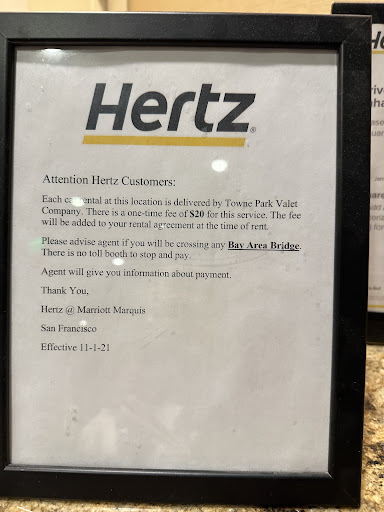 Hertz
Attention Hertz Customers:
Each car rental at this location is delivered by Towne Park Valet
Company. There is a one-time fee of $20 for this service. The fee
will be added to your rental agreement at the time of rent.
Please advise agent if you will be crossing any Bay Area Bridge.
There is no toll booth to stop and pay.
Agent will give you information about payment.
Thank You,
Hertz @ Marriott Marquis
San Francisco
Effective 11-1-21